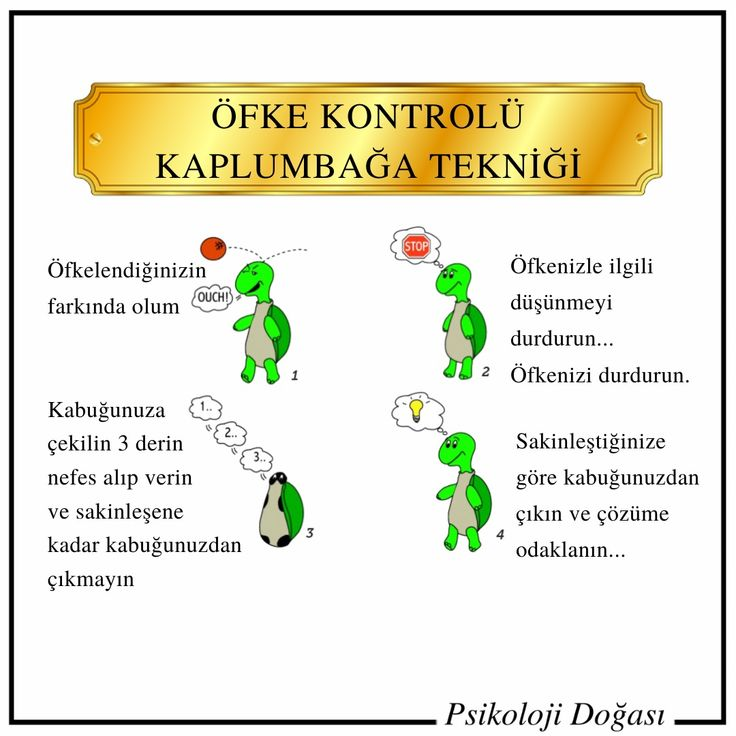 ÖFKE KONTROLÜ
KAPLUMBAĞA TEKNİĞİ
Öfkelendiğinizin
farkında olum
OUCH!
1
STOP
2
Öfkenizle ilgili
düşünmeyi
durdurun...
Öfkenizi durdurun.
Kabuğunuza
çekilin 3 derin
nefes alıp verin
ve sakinleşene
kadar kabuğunuzdan
çıkmayın
1..
2..
3..
3
4
Sakinleştiğinize
göre kabuğunuzdan
çıkın ve çözüme
odaklanın...
Psikoloji Doğası